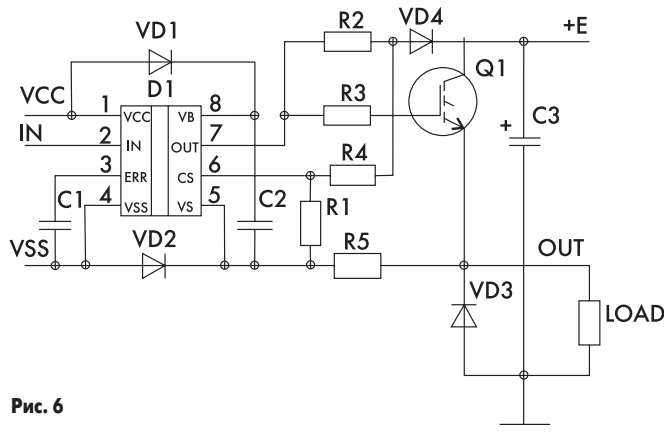 R2
VD4
+E
VD1
Q1
D1
VCC
1
VCC
VB
8
R3
C3
IN
2
IN
OUT
7
+
3
ERR
CS
6
R4
C1
4
VSS
VS
5
C2
R1
VSS
VD2
R5
OUT
VD3
LOAD
Рис. 6